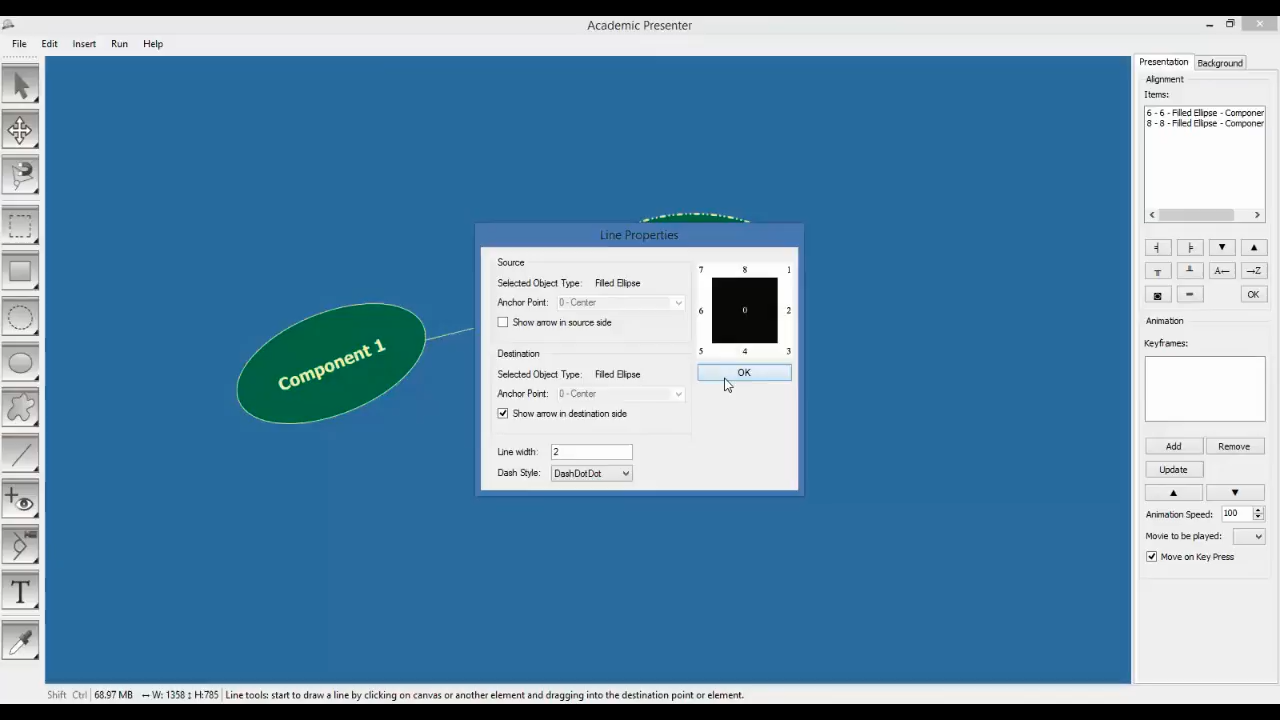 Academic Presenter
File Edit Insert Run Help
Presentation Background
Alignment
Items:
6 - 6 - Filled Ellipse - Componer
8 - 8 - Filled Ellipse - Componer
A← →Z
OK
Animation
Keyframes:
Add Remove
Update
Animation Speed: 100
Movie to be played:
Move on Key Press
Component 1
Line Properties
Source
Selected Object Type: Filled Ellipse
Anchor Point: 0 - Center
Show arrow in source side
Destination
Selected Object Type: Filled Ellipse
Anchor Point: 0 - Center
Show arrow in destination side
Line width: 2
Dash Style: DashDotDot
7 8 1
6 0 2
5 4 3
OK
T
Shift Ctrl 68.97 MB ↔ W: 1358 ↕ H:785 Line tools: start to draw a line by clicking on canvas or another element and dragging into the destination point or element.